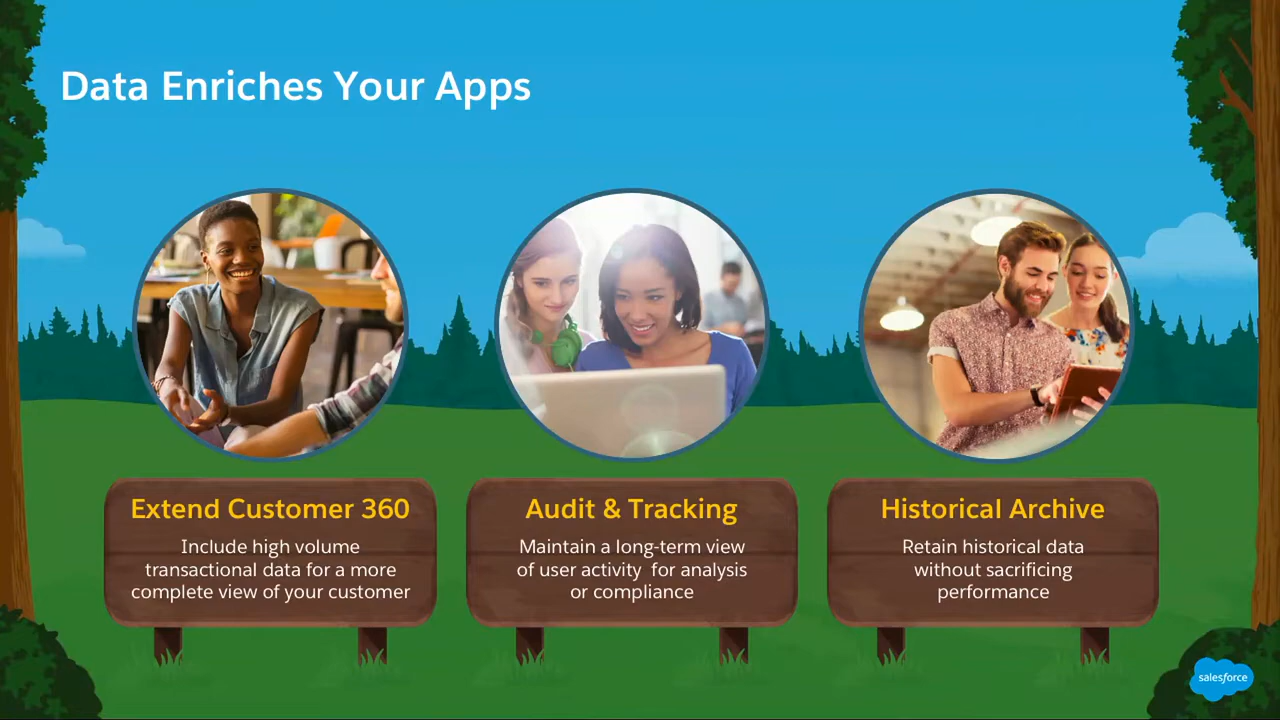 Data Enriches Your Apps
Extend Customer 360
Include high volume
transactional data for a more
complete view of your customer
Audit & Tracking
Maintain a long-term view
of user activity  for analysis
or compliance
Historical Archive
Retain historical data
without sacrificing
performance
salesforce